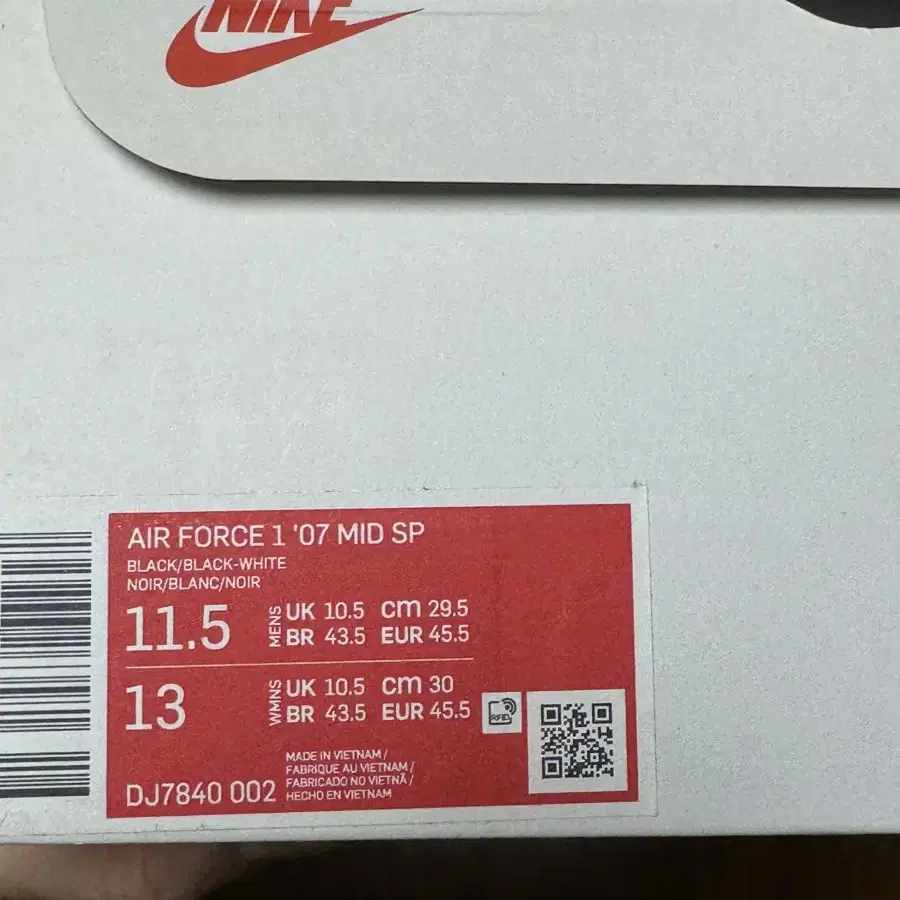 NIKE
AIR FORCE 1 '07 MID SP
BLACK/BLACK-WHITE
NOIR/BLANC/NOIR
11.5 MENS UK 10.5 cm 29.5
BR 43.5 EUR 45.5
13 WMNS UK 10.5 cm 30
BR 43.5 EUR 45.5
RFID
MADE IN VIETNAM /
FABRIQUE AU VIETNAM /
FABRICADO NO VIETNÃ /
HECHO EN VIETNAM
DJ7840 002